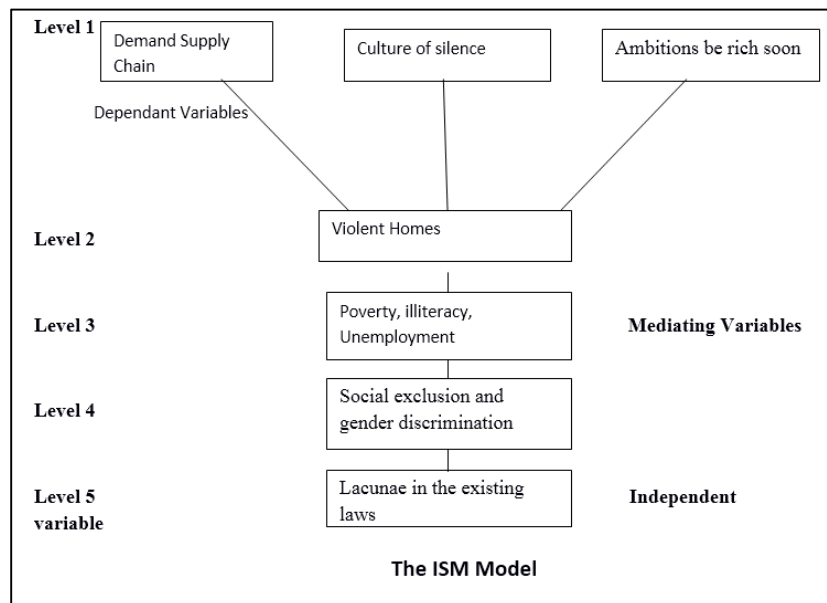 Level 1
Demand Supply
Chain
Culture of silence
Ambitions be rich soon
Dependant Variables
Level 2
Violent Homes
Level 3
Poverty, illiteracy,
Unemployment
Mediating Variables
Level 4
Social exclusion and
gender discrimination
Level 5
variable
Lacunae in the existing
laws
Independent
The ISM Model